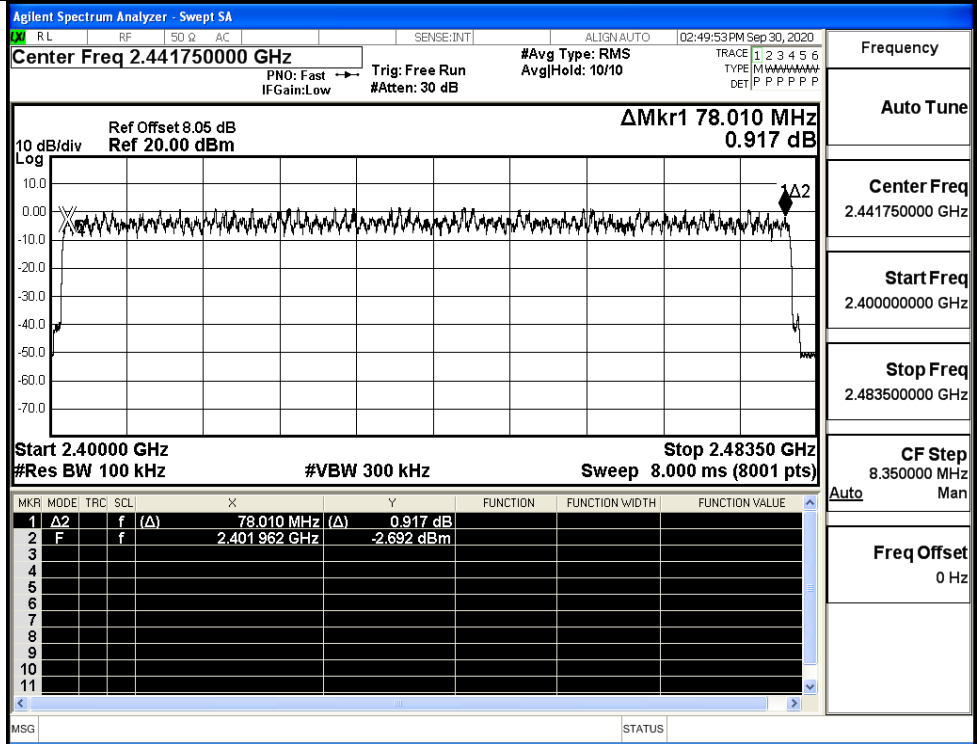 Agilent Spectrum Analyzer - Swept SA
LXI RL RF 50 Ω AC SENSE:INT ALIGN AUTO 02:49:53 PM Sep 30, 2020
Center Freq 2.441750000 GHz
PNO: Fast
IFGain:Low
Trig: Free Run
#Atten: 30 dB
#Avg Type: RMS
Avg|Hold: 10/10
TRACE 1 2 3 4 5 6
TYPE M W W W W W
DET P P P P P P
ΔMkr1 78.010 MHz
0.917 dB
Ref Offset 8.05 dB
10 dB/div Ref 20.00 dBm
Log
10.0
0.00
-10.0
-20.0
-30.0
-40.0
-50.0
-60.0
-70.0
1Δ2
Start 2.40000 GHz Stop 2.48350 GHz
#Res BW 100 kHz #VBW 300 kHz Sweep 8.000 ms (8001 pts)
MKR MODE TRC SCL X Y FUNCTION FUNCTION WIDTH FUNCTION VALUE
1 Δ2 f (Δ) 78.010 MHz (Δ) 0.917 dB
2 F f 2.401 962 GHz -2.692 dBm
3
4
5
6
7
8
9
10
11
MSG STATUS
Frequency
Auto Tune
Center Freq
2.441750000 GHz
Start Freq
2.400000000 GHz
Stop Freq
2.483500000 GHz
CF Step
8.350000 MHz
Auto Man
Freq Offset
0 Hz